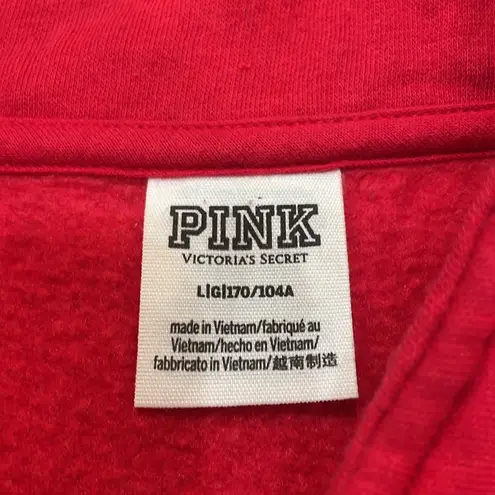 PINK
VICTORIA'S SECRET
L|G|170/104A
made in Vietnam/fabriqué au
Vietnam/hecho en Vietnam/
fabbricato in Vietnam/越南制造